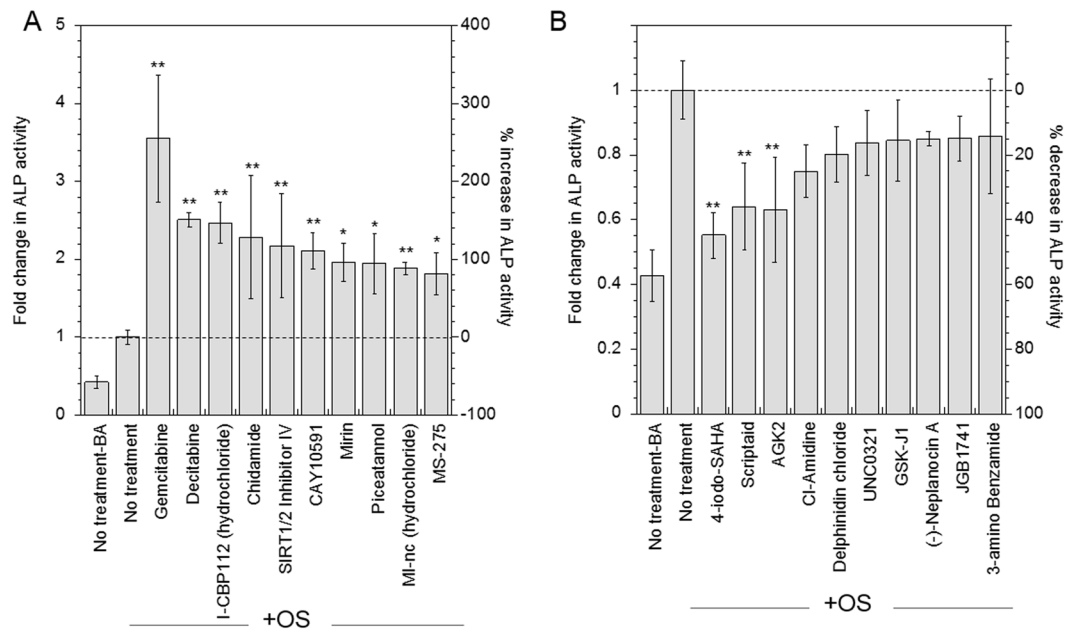 A
Fold change in ALP activity
5
4
3
2
1
0
400
300
200
100
0
-100
% increase in ALP activity
**
**
**
**
**
**
*
*
**
*
No treatment-BA
No treatment
Gemcitabine
Decitabine
I-CBP112 (hydrochloride)
Chidamide
SIRT1/2 Inhibitor IV
CAY10591
Mirin
Piceatannol
MI-nc (hydrochloride)
MS-275
+OS
B
Fold change in ALP activity
1
0.8
0.6
0.4
0.2
0
0
20
40
60
80
100
% decrease in ALP activity
**
**
**
No treatment-BA
No treatment
4-iodo-SAHA
Scriptaid
AGK2
Cl-Amidine
Delphinidin chloride
UNC0321
GSK-J1
(-)-Neplanocin A
JGB1741
3-amino Benzamide
+OS